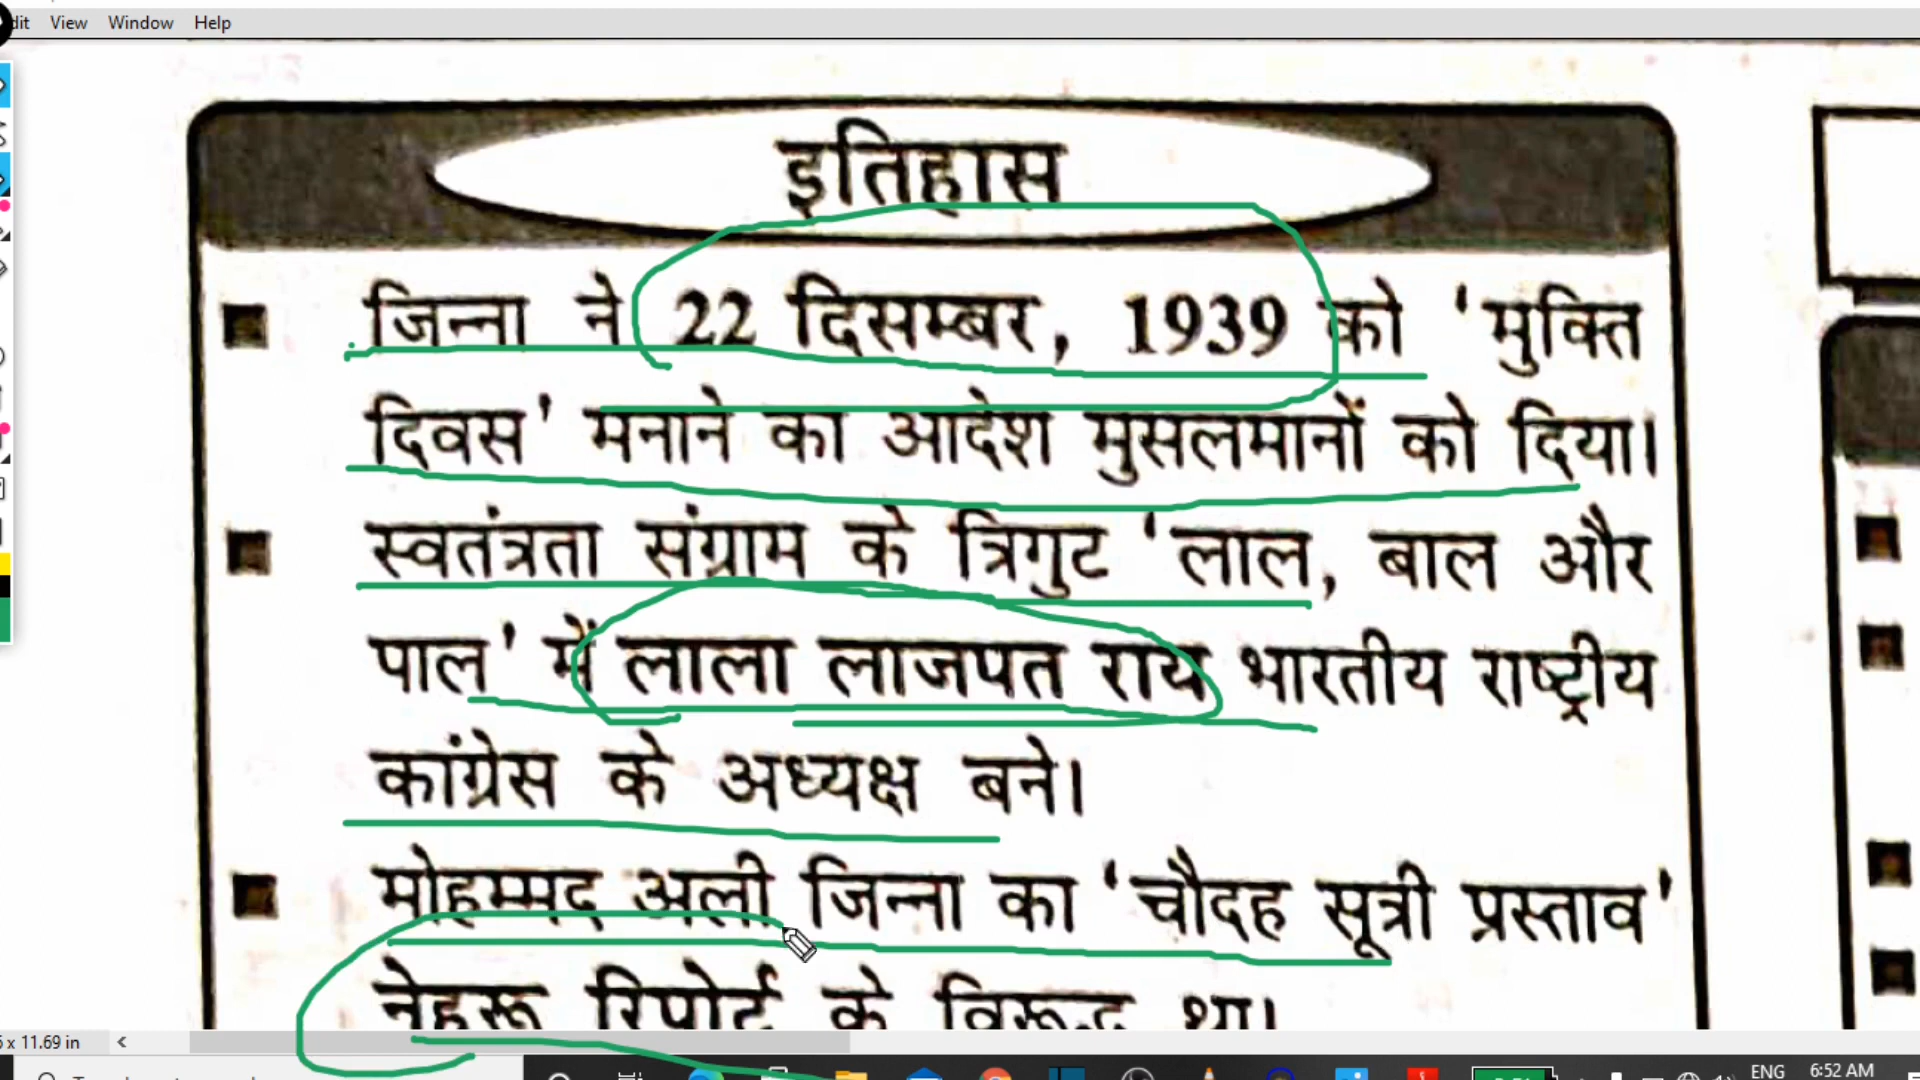 View Window Help
इतिहास
जिन्ना ने 22 दिसम्बर, 1939 को 'मुक्ति
दिवस' मनाने का आदेश मुसलमानों को दिया।
स्वतंत्रता संग्राम के त्रिगुट 'लाल, बाल और
पाल' में लाला लाजपत राय भारतीय राष्ट्रीय
कांग्रेस के अध्यक्ष बने।
मोहम्मद अली जिन्ना का 'चौदह सूत्री प्रस्ताव'
नेहरू रिपोर्ट के विरूद्ध था।
x 11.69 in
ENG 6:52 AM